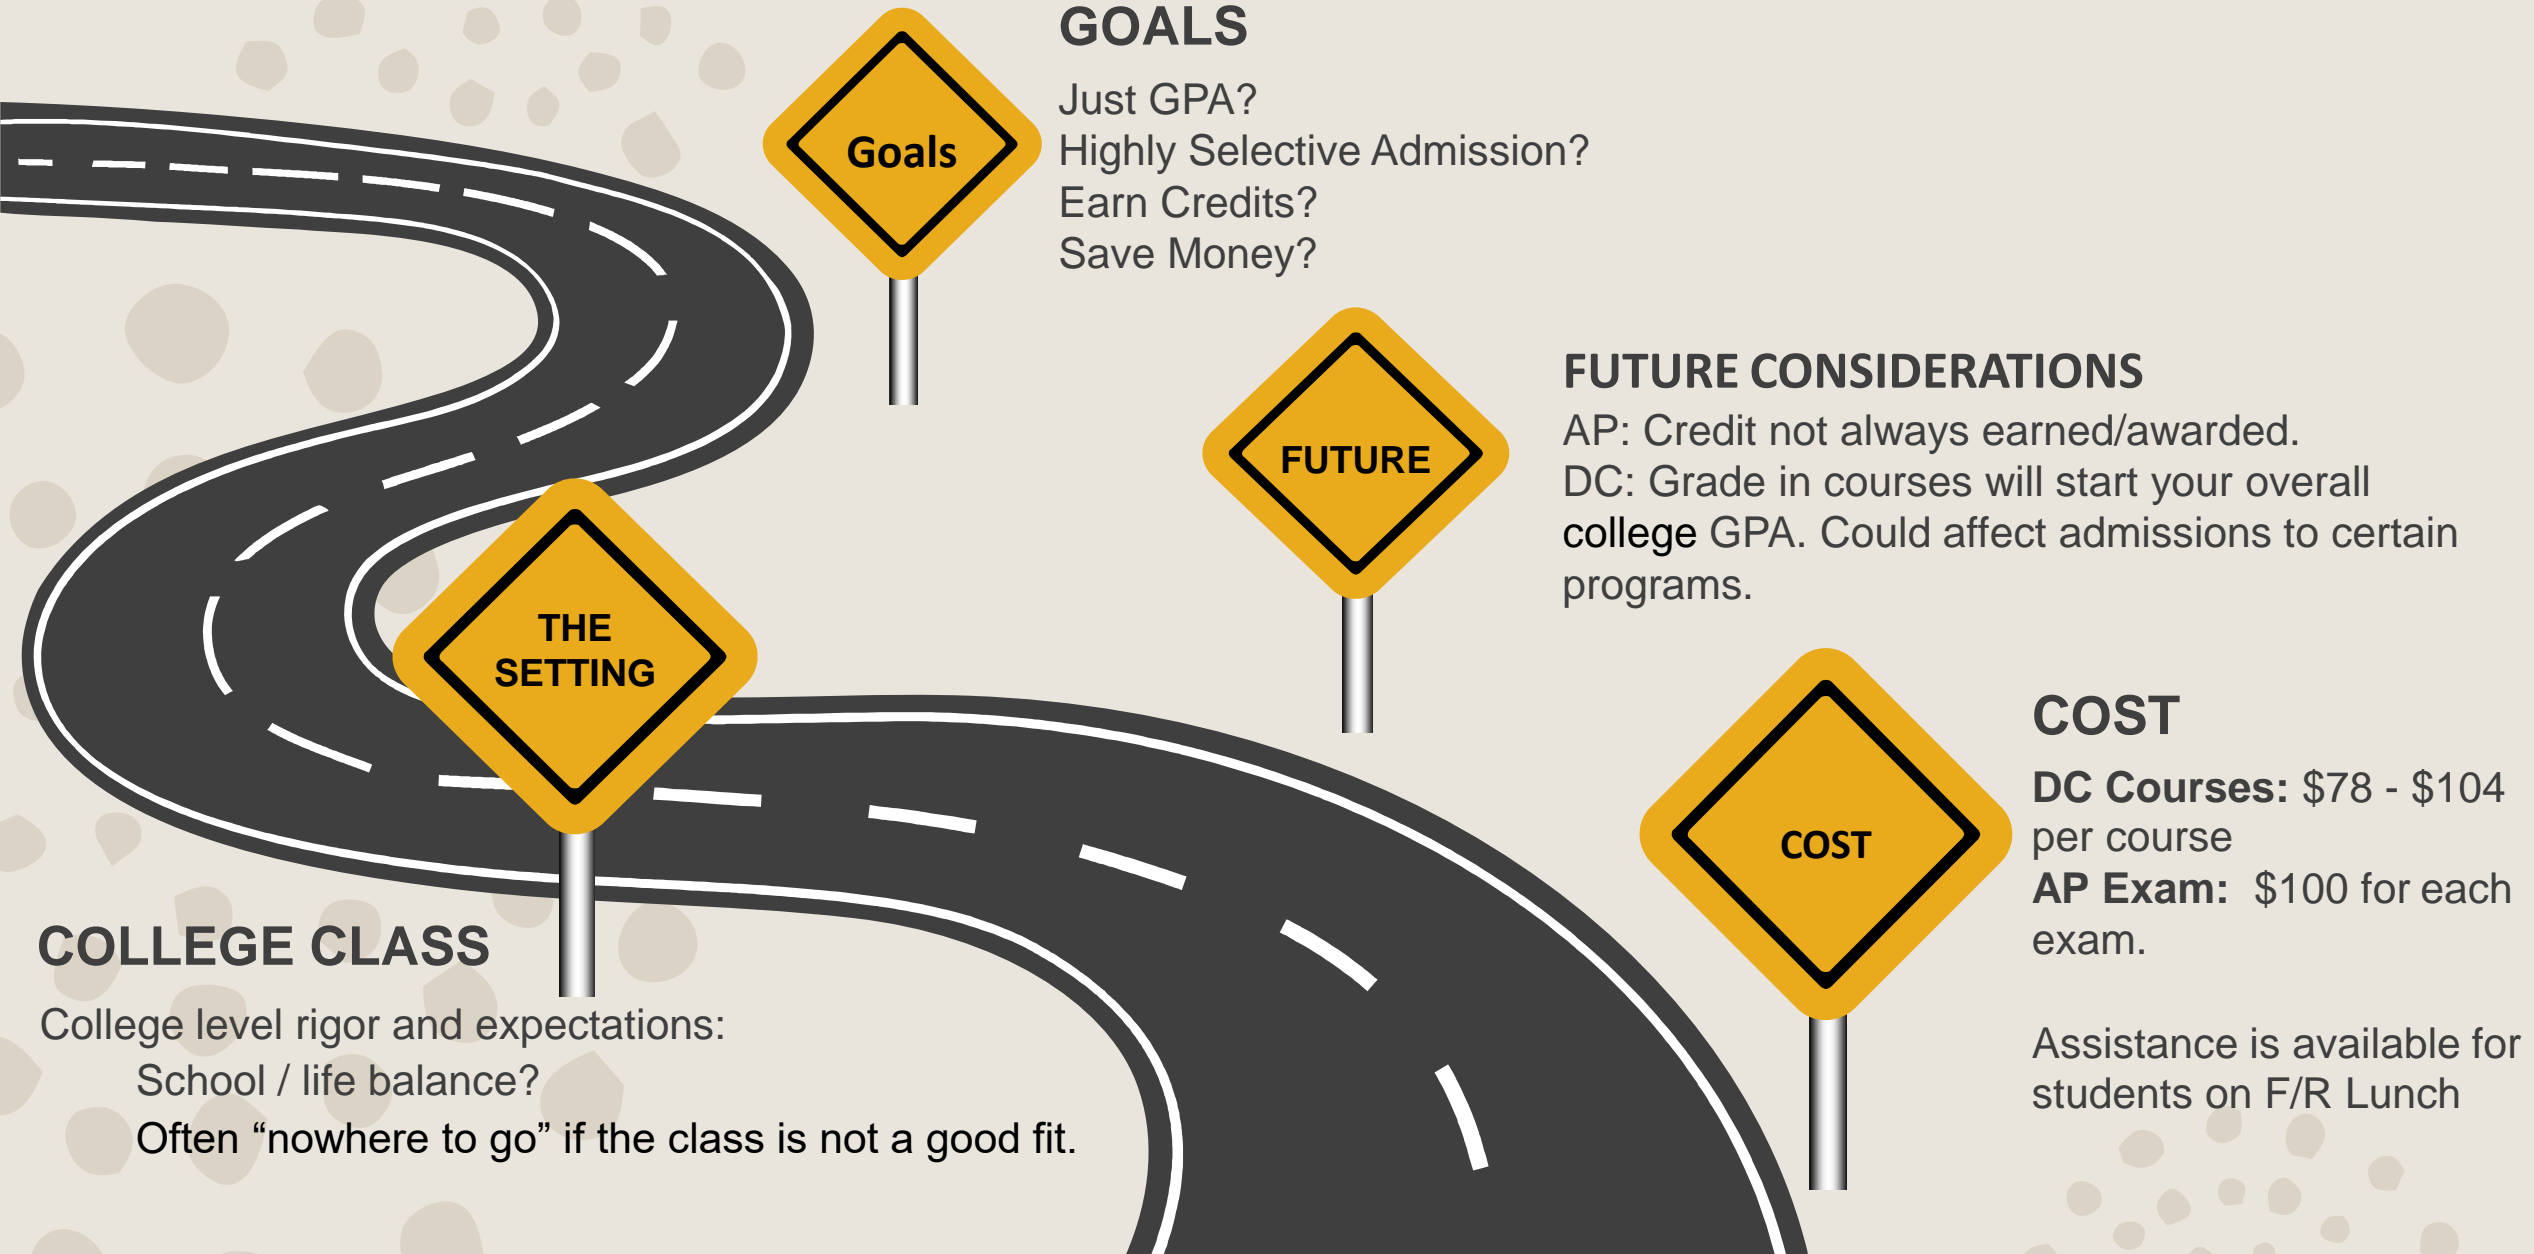 Goals
GOALS
Just GPA?
Highly Selective Admission?
Earn Credits?
Save Money?
FUTURE
FUTURE CONSIDERATIONS
AP: Credit not always earned/awarded.
DC: Grade in courses will start your overall
college GPA. Could affect admissions to certain
programs.
THE
SETTING
COLLEGE CLASS
College level rigor and expectations:
School / life balance?
Often “nowhere to go” if the class is not a good fit.
COST
COST
DC Courses: $78 - $104
per course
AP Exam:  $100 for each
exam.
Assistance is available for
students on F/R Lunch